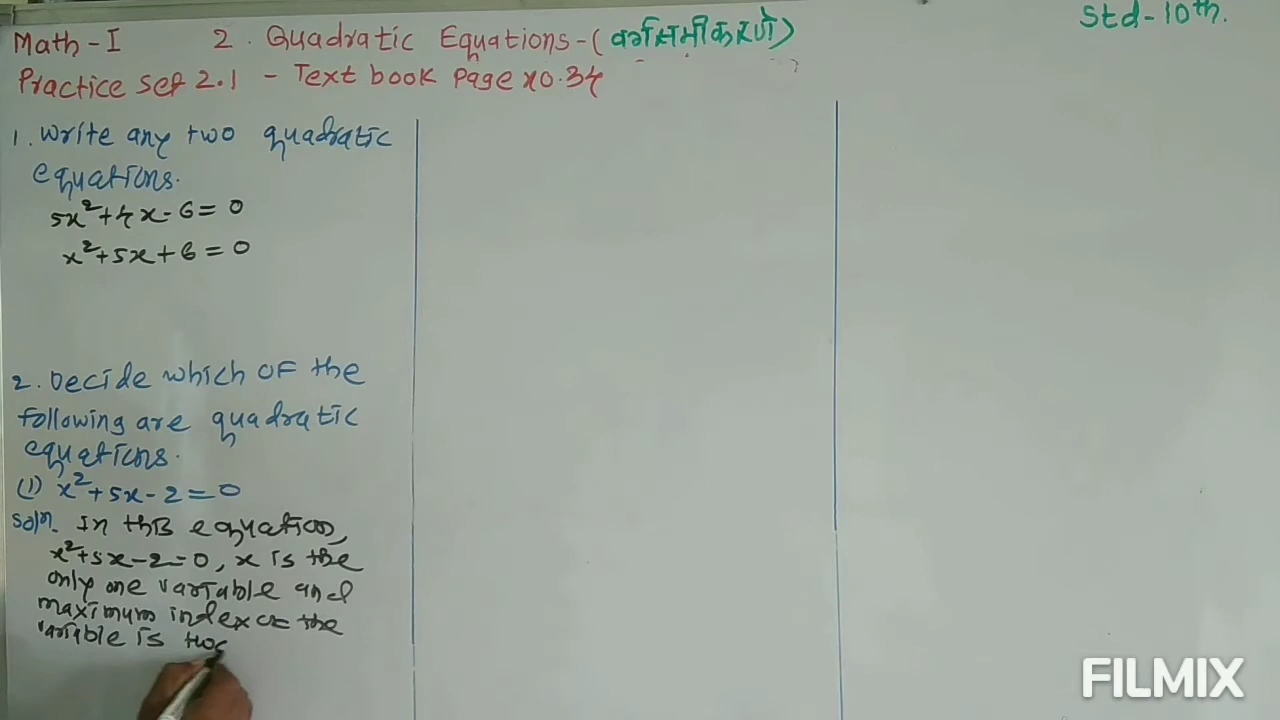 Math-I 2. Quadratic Equations-(वर्गसमीकरणे) Std-10th.
Practice Set 2.1 - Text book Page no.34
1. Write any two quadratic
equations.
5x²+4x-6=0
x²+5x+6=0
2. Decide which of the
following are quadratic
equations.
(1) x²+5x-2=0
Soln. In this equation,
x²+5x-2=0, x is the
only one variable and
maximum index of the
variable is two
FILMIX